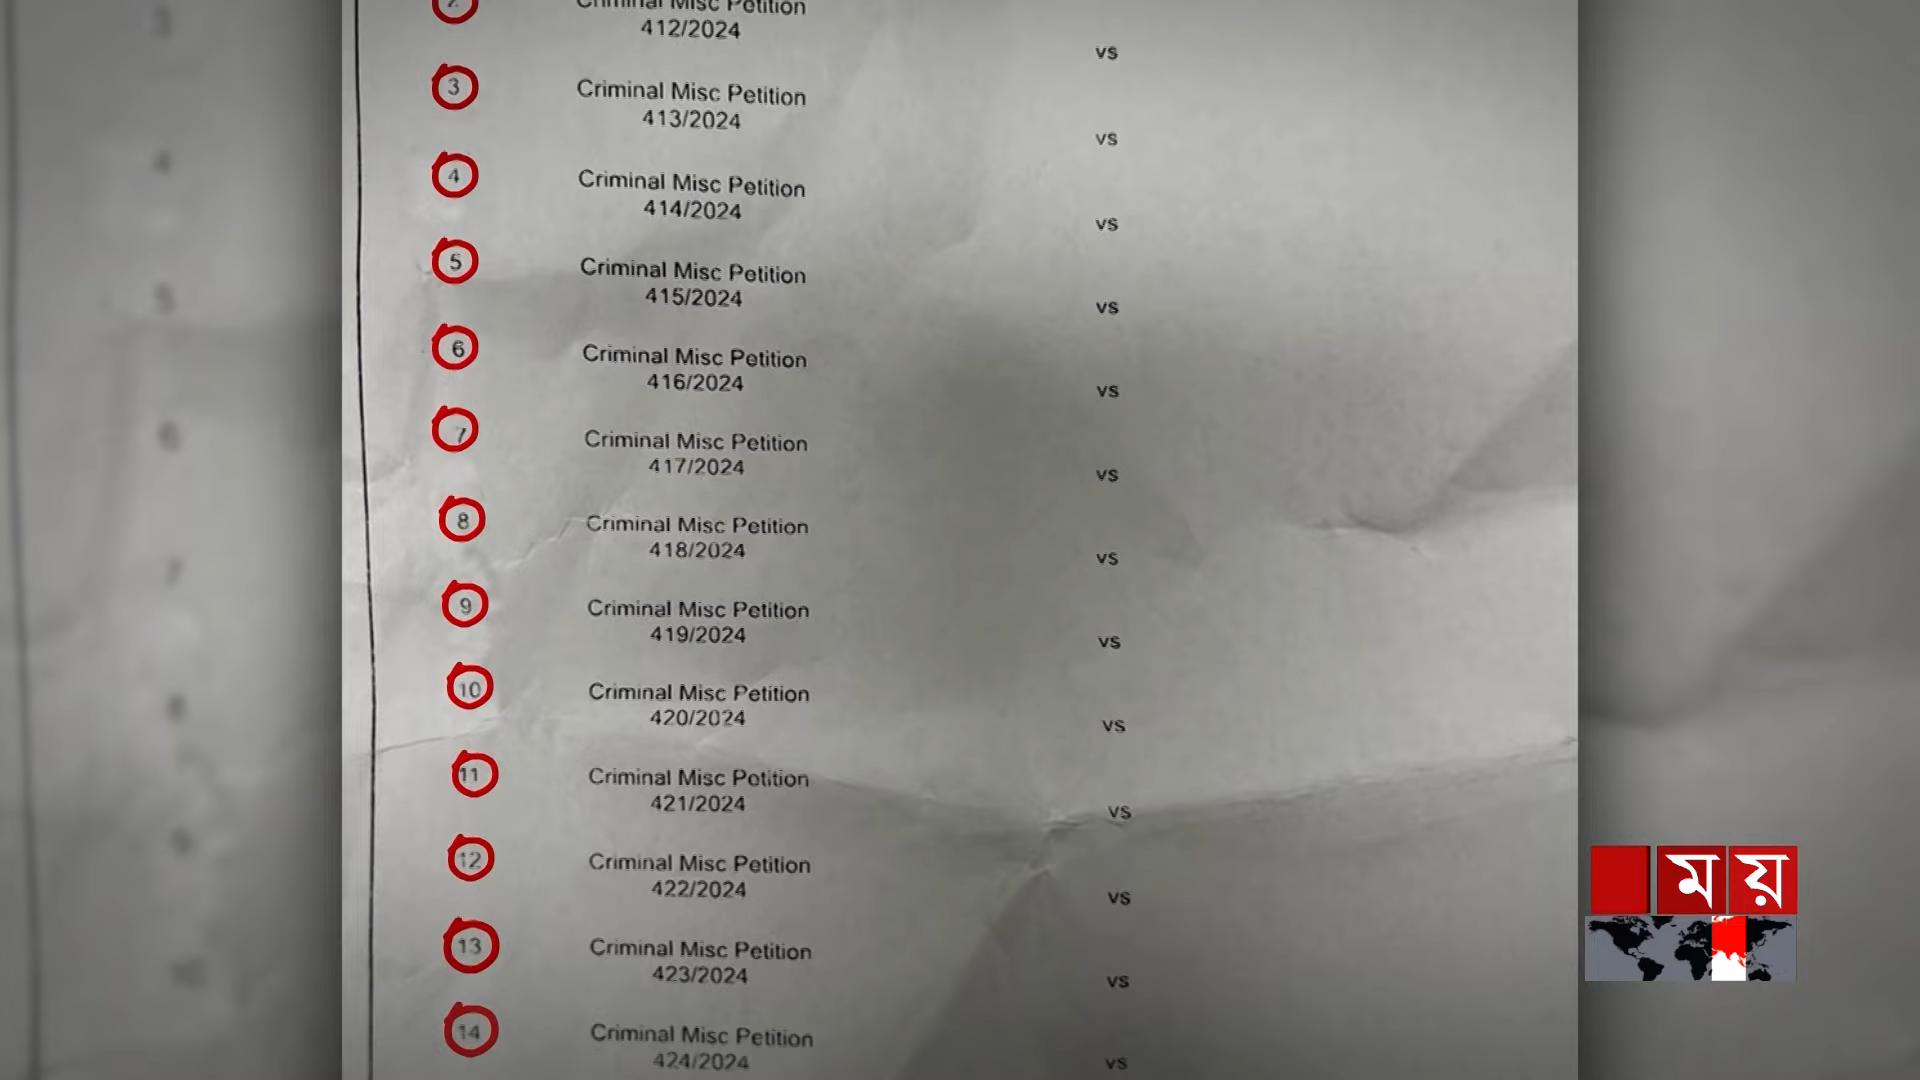 2
Criminal Misc Petition
412/2024
vs
3
Criminal Misc Petition
413/2024
vs
4
Criminal Misc Petition
414/2024
vs
5
Criminal Misc Petition
415/2024
vs
6
Criminal Misc Petition
416/2024
vs
7
Criminal Misc Petition
417/2024
vs
8
Criminal Misc Petition
418/2024
vs
9
Criminal Misc Petition
419/2024
vs
10
Criminal Misc Petition
420/2024
vs
11
Criminal Misc Petition
421/2024
vs
12
Criminal Misc Petition
422/2024
vs
13
Criminal Misc Petition
423/2024
vs
14
Criminal Misc Petition
424/2024
vs
ময়